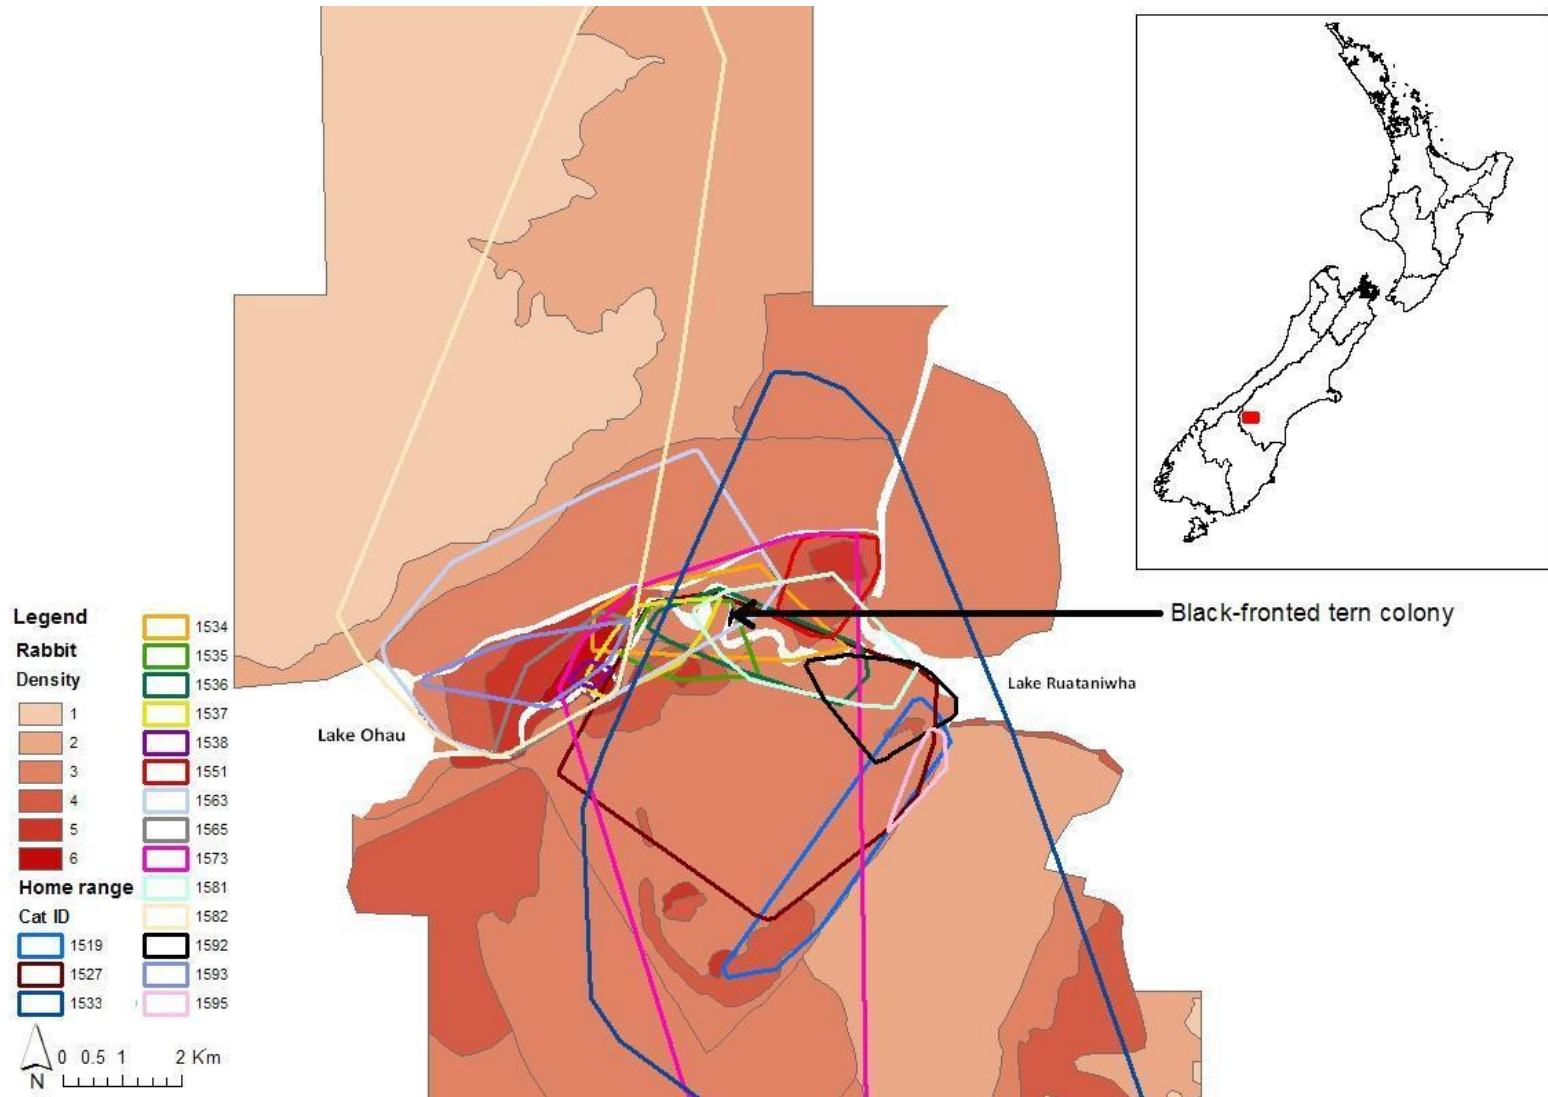 Black-fronted tern colony
Lake Ruataniwha
Lake Ohau
Legend
Rabbit
Density
1
2
3
4
5
6
Home range
Cat ID
1519
1527
1533
1534
1535
1536
1537
1538
1551
1563
1565
1573
1581
1582
1592
1593
1595
N
0 0.5 1 2 Km